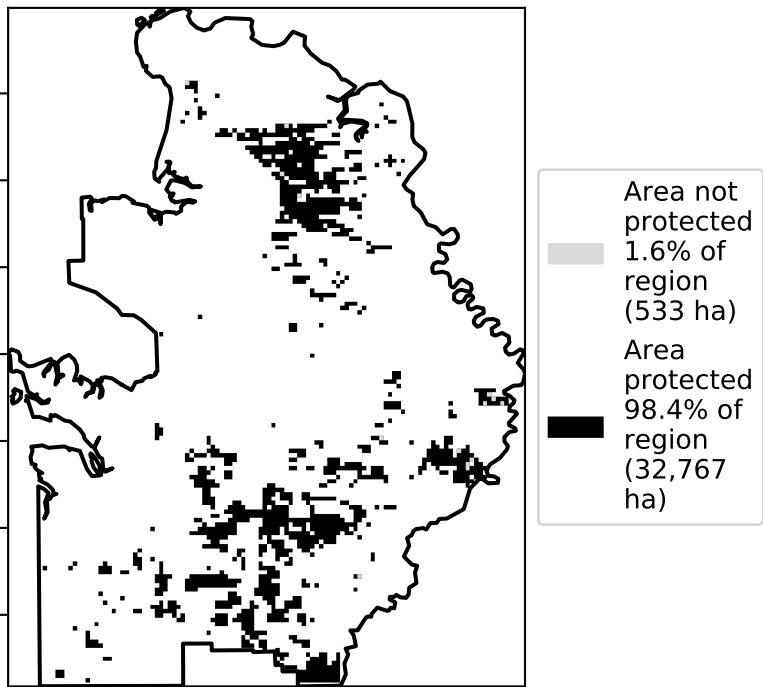 Area not
protected
1.6% of
region
(533 ha)
Area
protected
98.4% of
region
(32,767
ha)